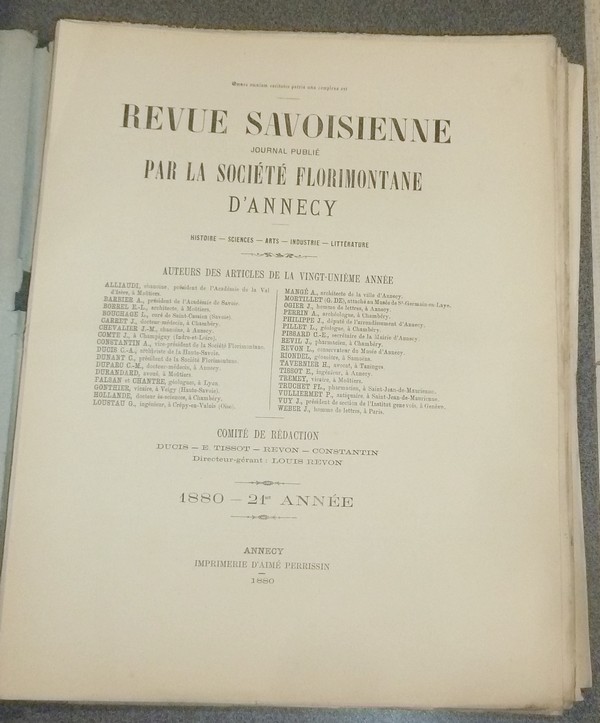 REVUE SAVOISIENNE
JOURNAL PUBLIÉ
PAR LA SOCIÉTÉ FLORIMONTANE
D'ANNECY
HISTOIRE — SCIENCES — ARTS — INDUSTRIE — LITTÉRATURE
AUTEURS DES ARTICLES DE LA VINGT-UNIÈME ANNÉE
ALLIAUDI, chanoine, président de l'Académie de la Val
d'Isère, à Moûtiers.
BARBIER A., président de l'Académie de Savoie.
BORREL E.-L., architecte, à Moûtiers.
BOUCHAGE L., curé de Saint-Cassin (Savoie).
CARRET J., docteur-médecin, à Chambéry.
CHEVALIER J.-M., chanoine, à Annecy.
COMTE J., à Champigny (Indre-et-Loire).
CONSTANTIN A., vice-président de la Société Florimontane.
DUCIS C.-A., archiviste de la Haute-Savoie.
DUNANT C., président de la Société Florimontane.
DUPARC C.-M., docteur-médecin, à Annecy.
DURANDARD, avoué, à Moûtiers.
FALSAN et CHANTRE, géologues, à Lyon.
GONTHIER, vicaire, à Veigy (Haute-Savoie).
HOLLANDE, docteur ès-sciences, à Chambéry.
LOUSTAU G., ingénieur, à Crépy-en-Valois (Oise).
MANGÉ A., architecte de la ville d'Annecy.
MORTILLET (G. DE), attaché au Musée de St-Germain-en-Laye.
OGIER J., homme de lettres, à Annecy.
PERRIN A., archéologue, à Chambéry.
PHILIPPE J., député de l'arrondissement d'Annecy.
PILLET L., géologue, à Chambéry.
PISSARD C.-E., secrétaire de la Mairie d'Annecy.
REVIL J., pharmacien, à Chambéry.
REVON L., conservateur du Musée d'Annecy.
RIONDEL, géomètre, à Samoëns.
TAVERNIER H., avocat, à Taninges.
TISSOT E., ingénieur, à Annecy.
TREMEY, vicaire, à Moûtiers.
TRUCHET FL., pharmacien, à Saint-Jean-de-Maurienne.
VULLIERMET P., antiquaire à Saint-Jean-de-Maurienne.
VUY J., président de section de l'Institut genevois, à Genève.
WEBER J., homme de lettres, à Paris.
COMITÉ DE RÉDACTION
DUCIS — E. TISSOT — REVON — CONSTANTIN
Directeur-gérant : LOUIS REVON
1880 — 21e ANNÉE
ANNECY
IMPRIMERIE D'AIMÉ PERRISSIN
1880